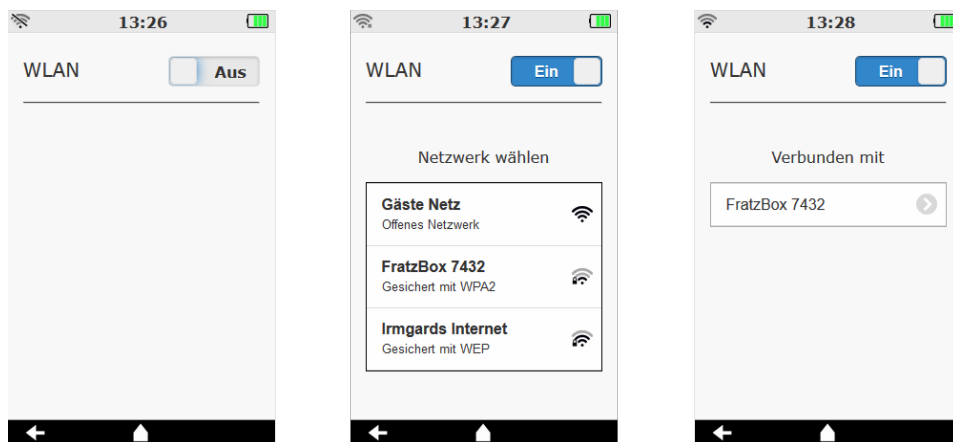 13:26
WLAN
Aus
13:27
WLAN
Ein
Netzwerk wählen
Gäste Netz
Offenes Netzwerk
FratzBox 7432
Gesichert mit WPA2
Irmgards Internet
Gesichert mit WEP
13:28
WLAN
Ein
Verbunden mit
FratzBox 7432